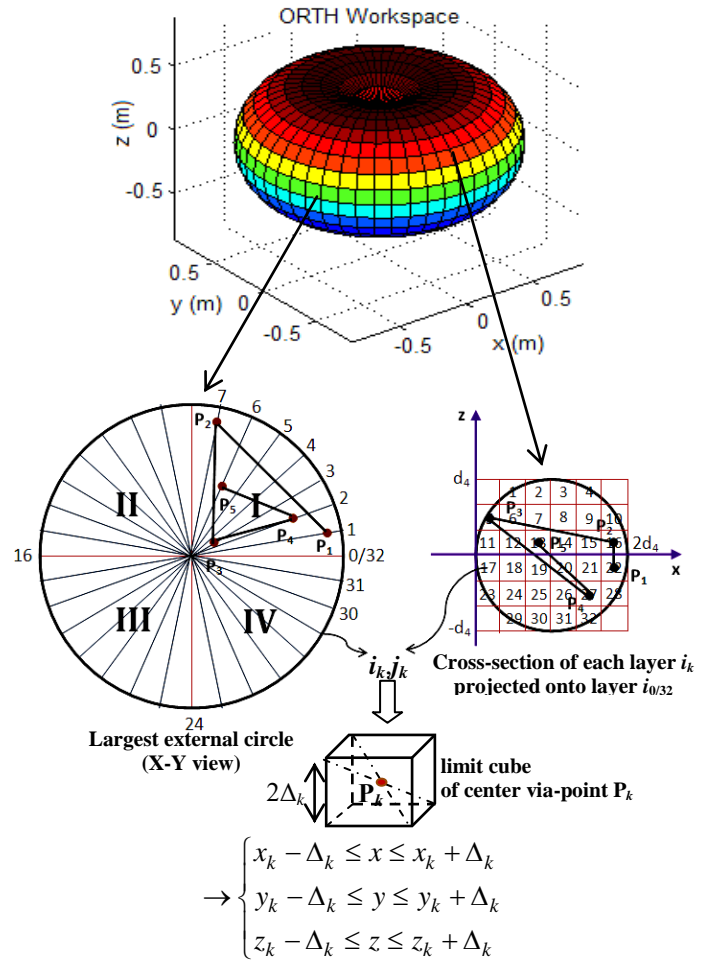 ORTH Workspace
0.5
0
-0.5
z (m)
0.5
0
-0.5
y (m)
0.5
0
-0.5
x (m)
7
6
5
4
3
2
1
0/32
31
30
24
16
I
II
III
IV
P₁
P₂
P₃
P₄
P₅
Largest external circle
(X-Y view)
z
d₄
-d₄
2d₄
x
1 2 3 4
5 6 7 8 9 10
11 12 13 14 15 16
17 18 19 20 21 22
23 24 25 26 27 28
29 30 31 32
P₃
P₂
P₅
P₁
P₄
Cross-section of each layer iₖ
projected onto layer i₀/₃₂
iₖ,jₖ
2Δₖ
Pₖ
limit cube
of center via-point Pₖ
→ { xₖ − Δₖ ≤ x ≤ xₖ + Δₖ
yₖ − Δₖ ≤ y ≤ yₖ + Δₖ
zₖ − Δₖ ≤ z ≤ zₖ + Δₖ